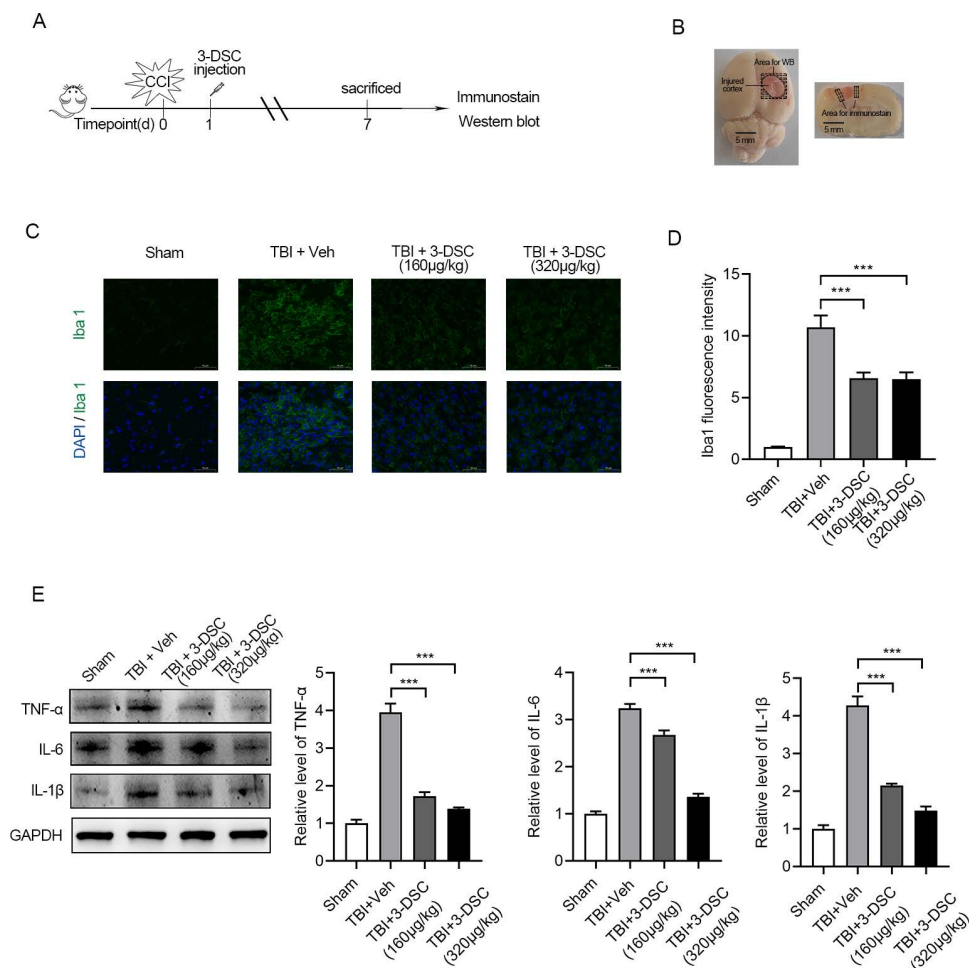 A
CCI
3-DSC
injection
sacrificed
Timepoint(d)
0
1
7
Immunostain
Western blot
B
Area for WB
Injured
cortex
5 mm
Area for immunostain
5 mm
C
Sham
TBI + Veh
TBI + 3-DSC
(160μg/kg)
TBI + 3-DSC
(320μg/kg)
Iba 1
DAPI / Iba 1
D
Iba1 fluorescence intensity
15
10
5
0
***
***
Sham
TBI+Veh
TBI+3-DSC
(160μg/kg)
TBI+3-DSC
(320μg/kg)
E
Sham
TBI + Veh
TBI + 3-DSC
(160μg/kg)
TBI + 3-DSC
(320μg/kg)
TNF-α
IL-6
IL-1β
GAPDH
Relative level of TNF-α
5
4
3
2
1
0
***
***
Sham
TBI+Veh
TBI+3-DSC
(160μg/kg)
TBI+3-DSC
(320μg/kg)
Relative level of IL-6
4
3
2
1
0
***
***
Sham
TBI+Veh
TBI+3-DSC
(160μg/kg)
TBI+3-DSC
(320μg/kg)
Relative level of IL-1β
5
4
3
2
1
0
***
***
Sham
TBI+Veh
TBI+3-DSC
(160μg/kg)
TBI+3-DSC
(320μg/kg)